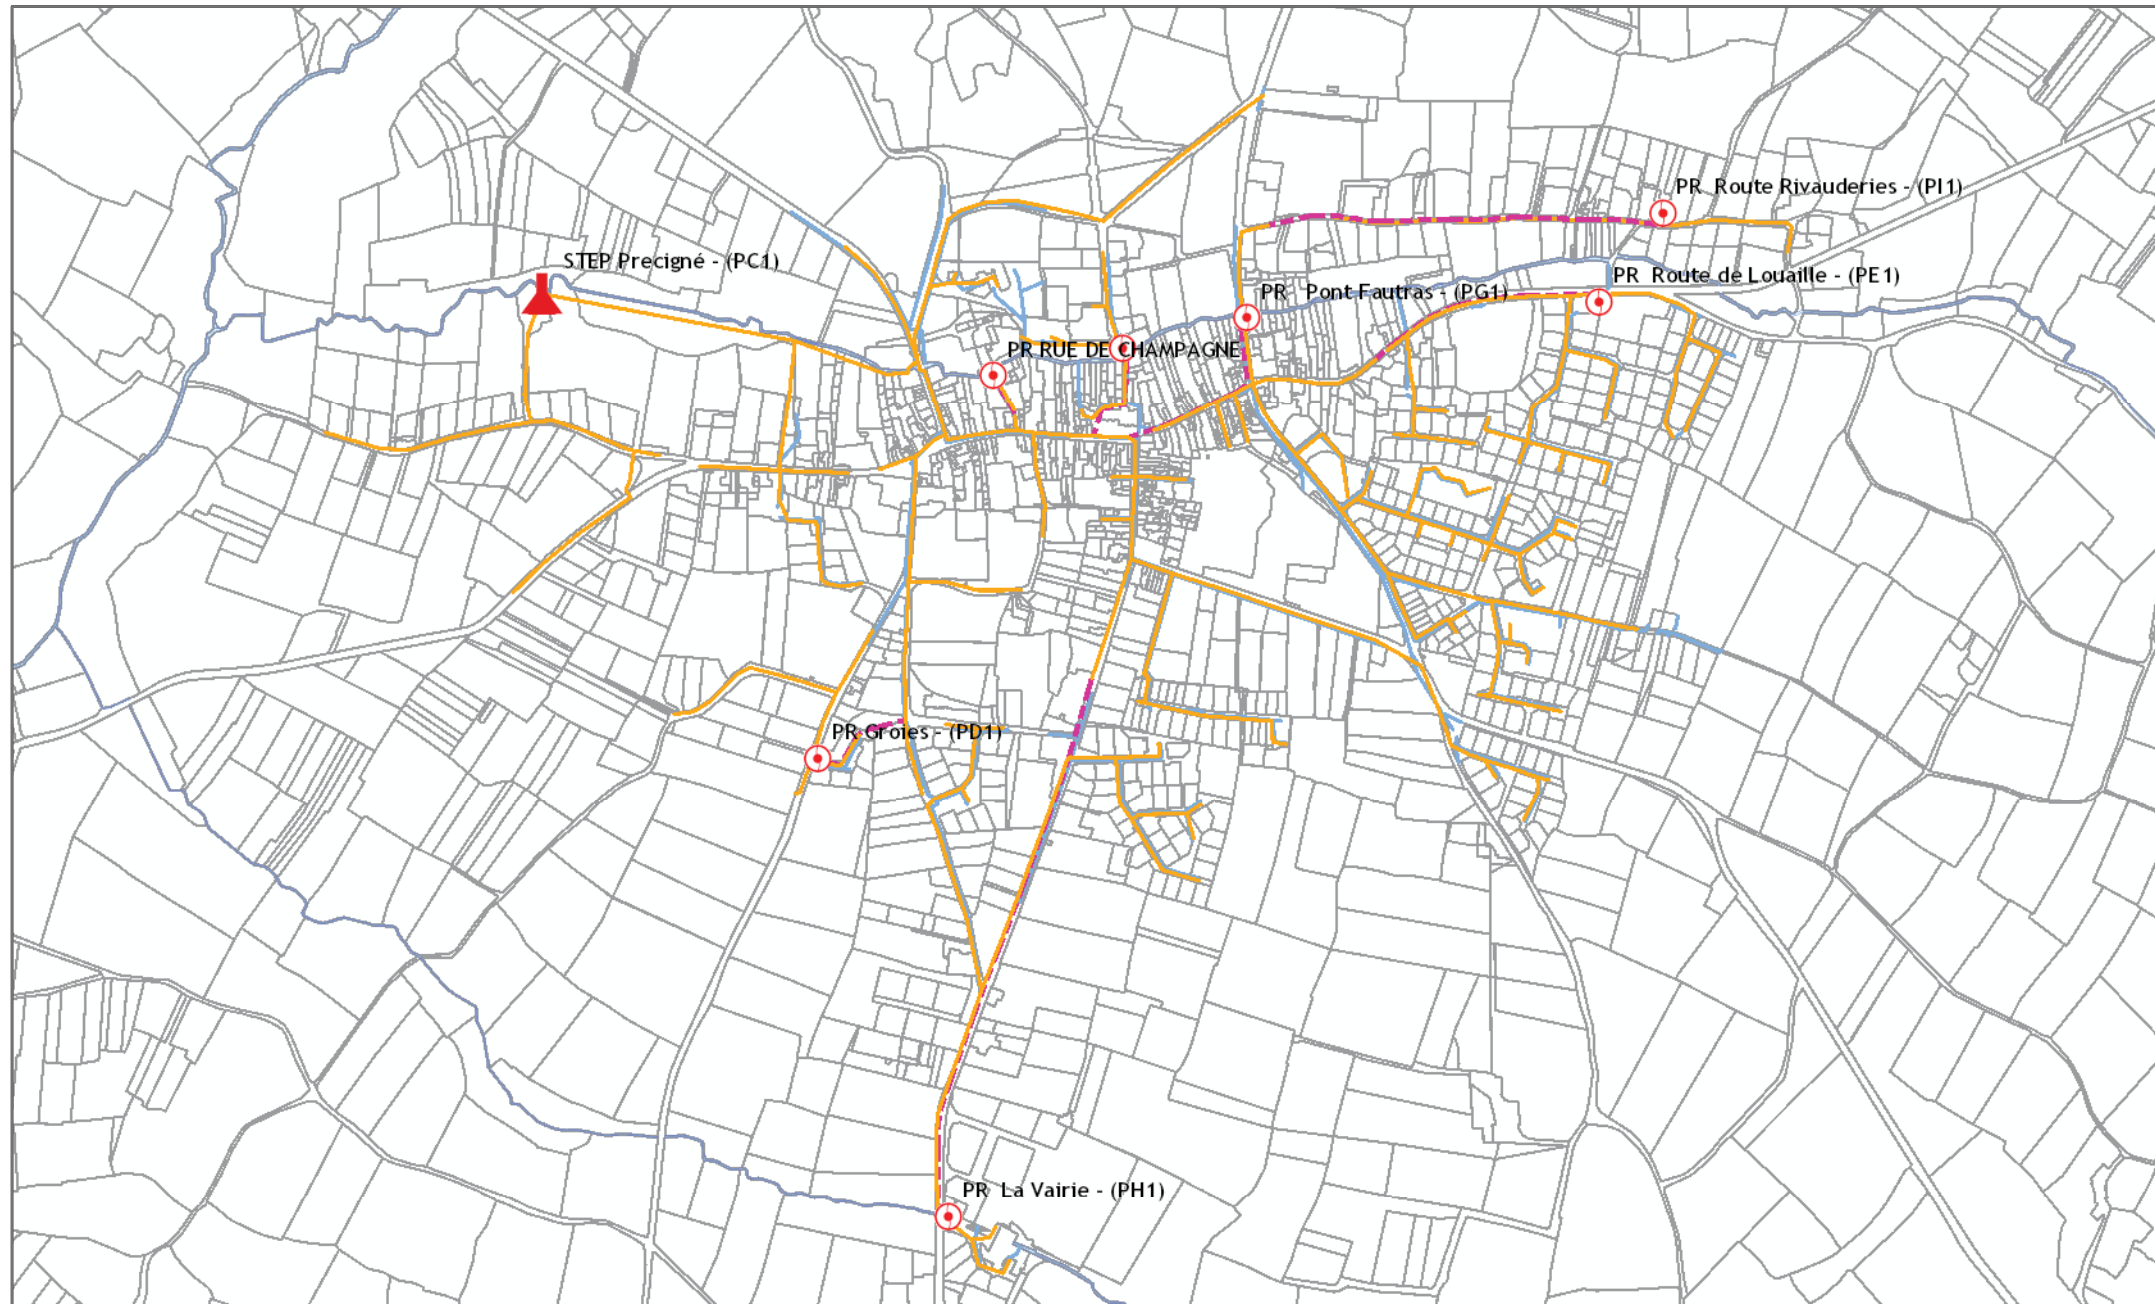 PR Route Rivauderies - (PI1)
STEP Precigné - (PC1)
PR Route de Louaille - (PE1)
PR Pont Fautras - (PG1)
PR RUE DE CHAMPAGNE
PR Groies - (PD1)
PR La Vairie - (PH1)